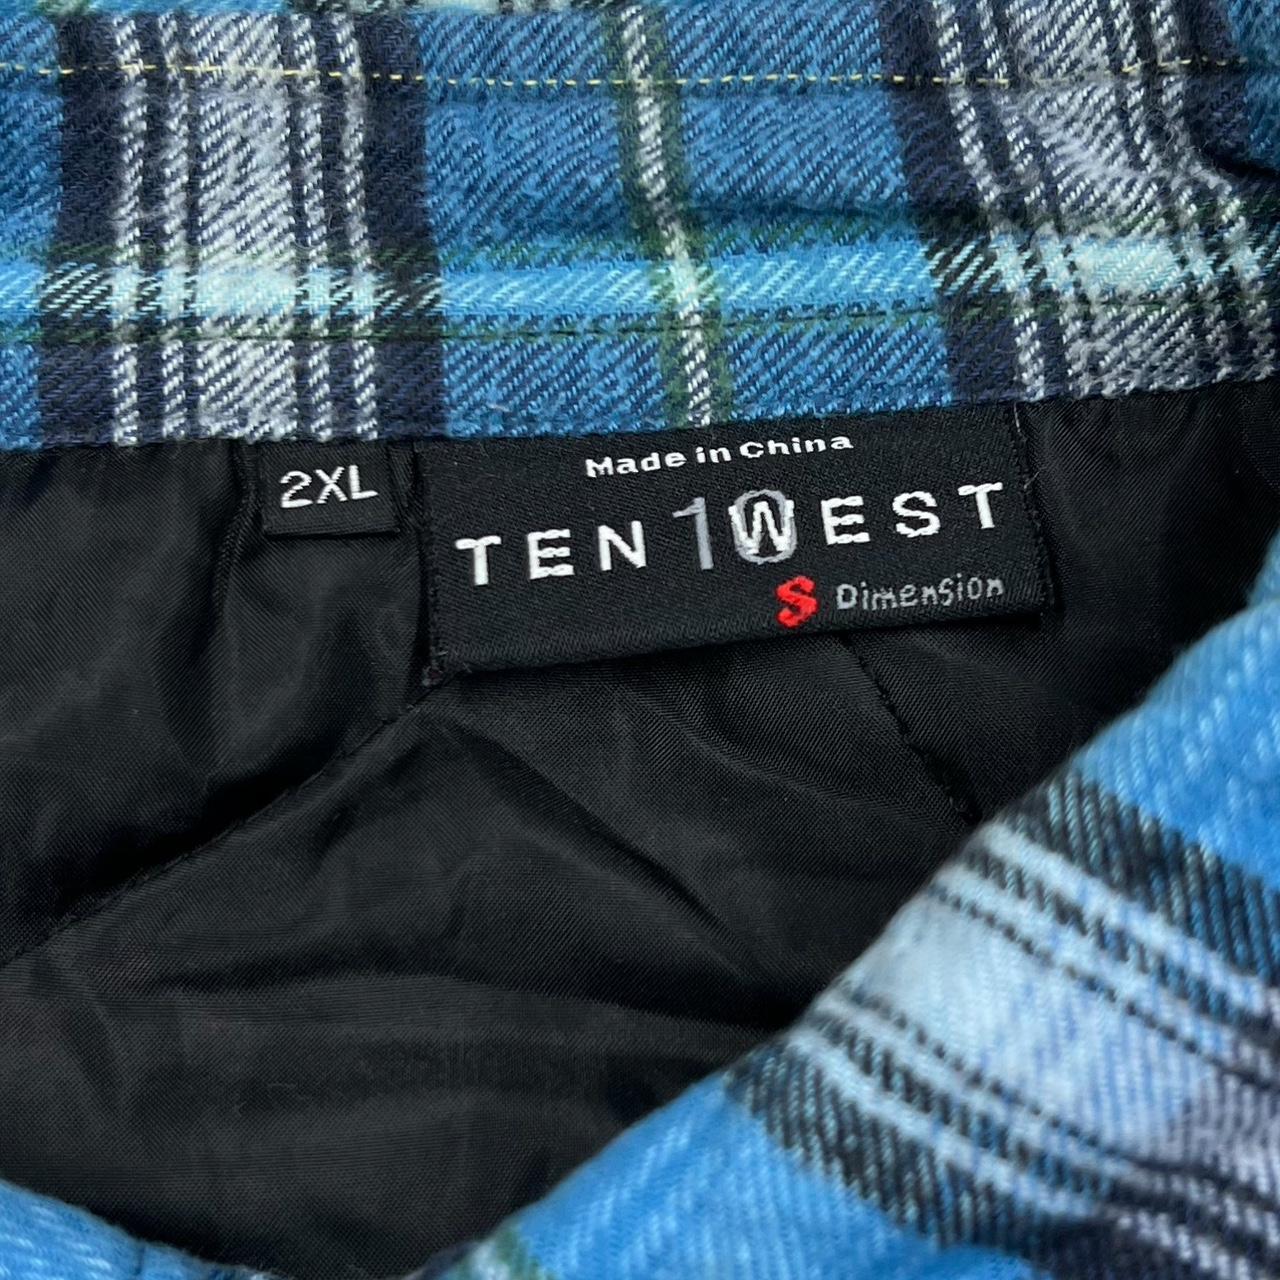 2XL
Made in China
TEN 10 WEST
S Dimension